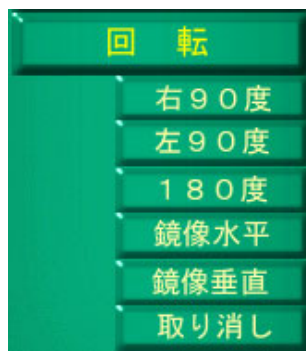 回 転
右９０度
左９０度
１８０度
鏡像水平
鏡像垂直
取り消し